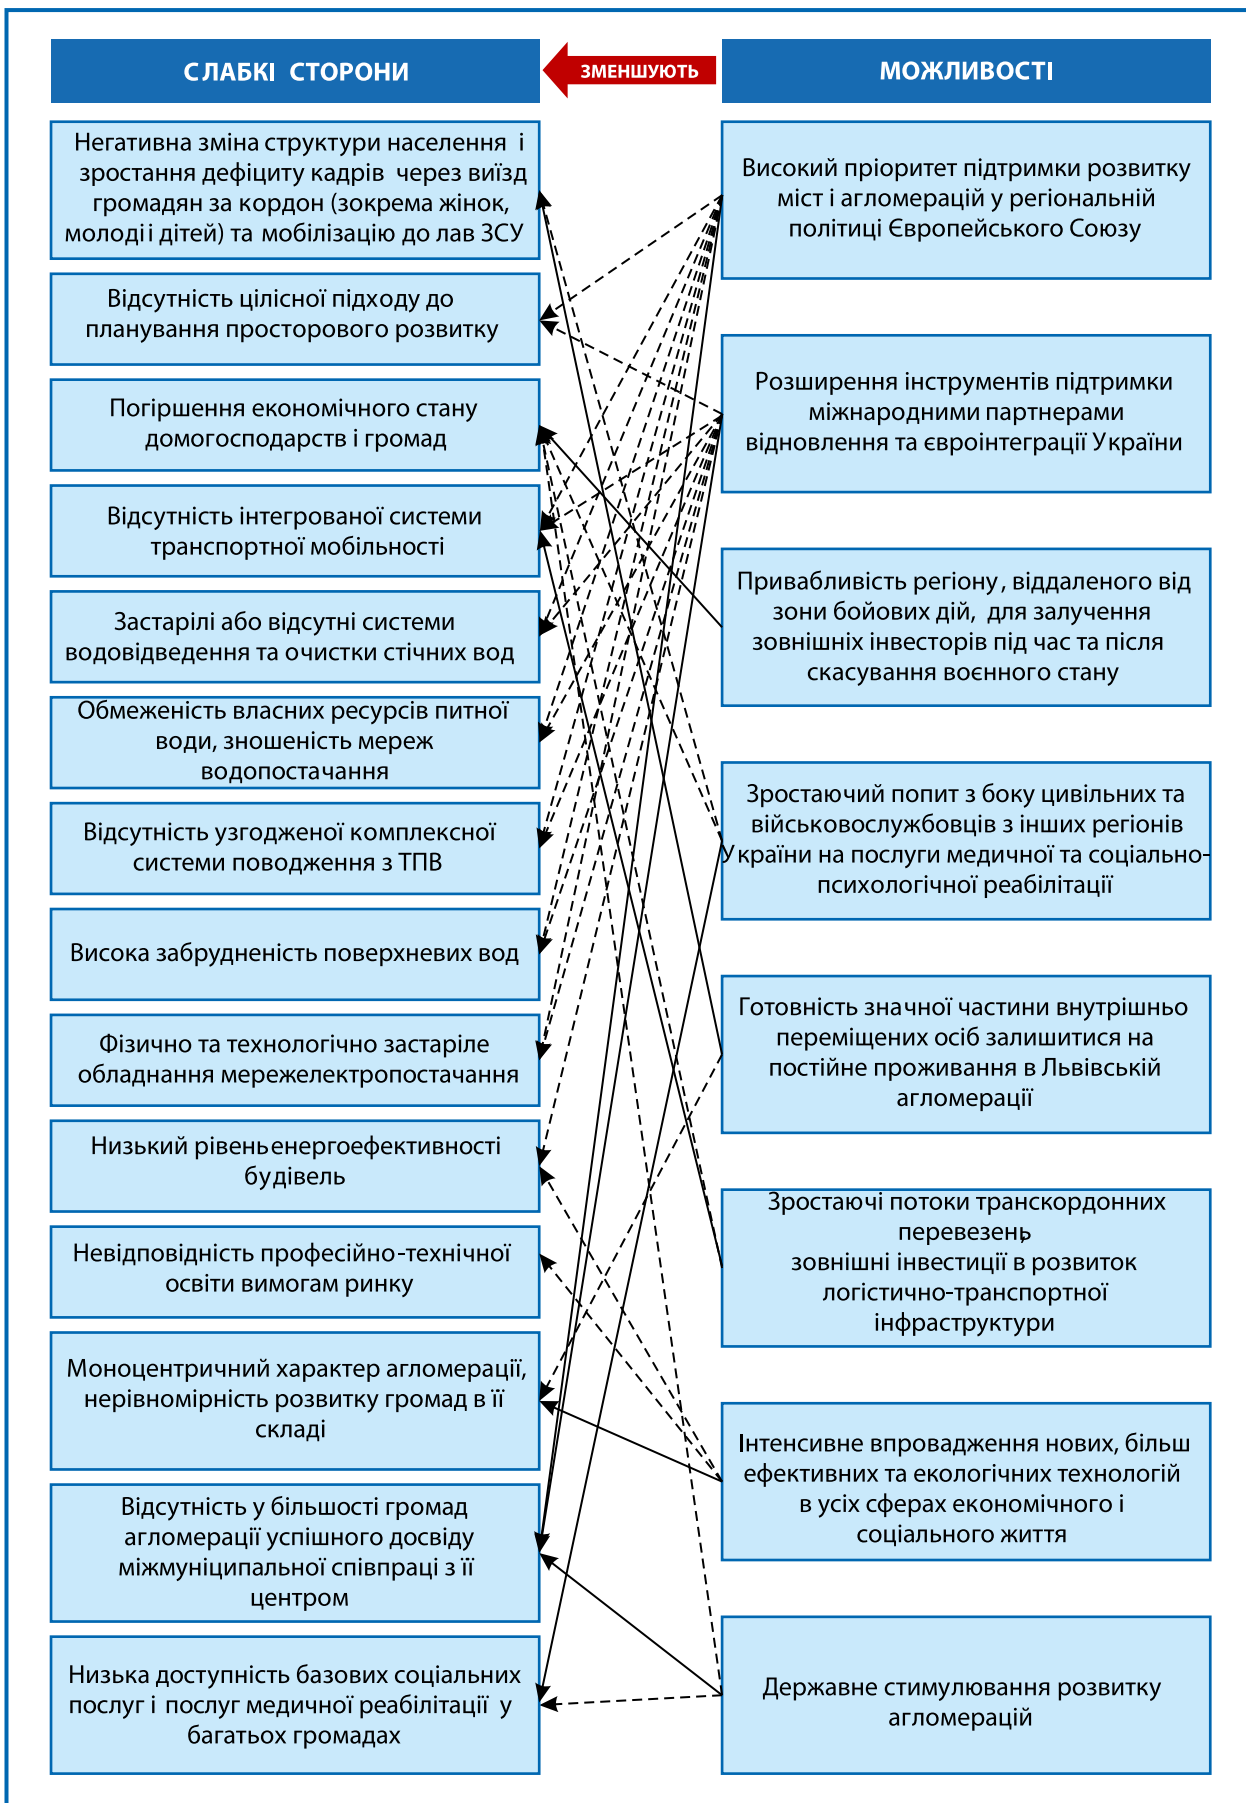 СЛАБКІ СТОРОНИ
ЗМЕНШУЮТЬ
МОЖЛИВОСТІ
Негативна зміна структури населення і
зростання дефіциту кадрів через виїзд
громадян за кордон (зокрема жінок,
молоді і дітей) та мобілізацію до лав ЗСУ
Відсутність цілісної підходу до
планування просторового розвитку
Погіршення економічного стану
домогосподарств і громад
Відсутність інтегрованої системи
транспортної мобільності
Застарілі або відсутні системи
водовідведення та очистки стічних вод
Обмеженість власних ресурсів питної
води, зношеність мереж
водопостачання
Відсутність узгодженої комплексної
системи поводження з ТПВ
Висока забрудненість поверхневих вод
Фізично та технологічно застаріле
обладнання мережелектропостачання
Низький рівень енергоефективності
будівель
Невідповідність професійно-технічної
освіти вимогам ринку
Моноцентричний характер агломерації,
нерівномірність розвитку громад в її
складі
Відсутність у більшості громад
агломерації успішного досвіду
міжмуніципальної співпраці з її
центром
Низька доступність базових соціальних
послуг і послуг медичної реабілітації у
багатьох громадах
Високий пріоритет підтримки розвитку
міст і агломерацій у регіональній
політиці Європейського Союзу
Розширення інструментів підтримки
міжнародними партнерами
відновлення та євроінтеграції України
Привабливість регіону, віддаленого від
зони бойових дій, для залучення
зовнішніх інвесторів під час та після
скасування воєнного стану
Зростаючий попит з боку цивільних та
військовослужбовців з інших регіонів
України на послуги медичної та соціально-
психологічної реабілітації
Готовність значної частини внутрішньо
переміщених осіб залишитися на
постійне проживання в Львівській
агломерації
Зростаючі потоки транскордонних
перевезень,
зовнішні інвестиції в розвиток
логістично-транспортної
інфраструктури
Інтенсивне впровадження нових, більш
ефективних та екологічних технологій
в усіх сферах економічного і
соціального життя
Державне стимулювання розвитку
агломерацій